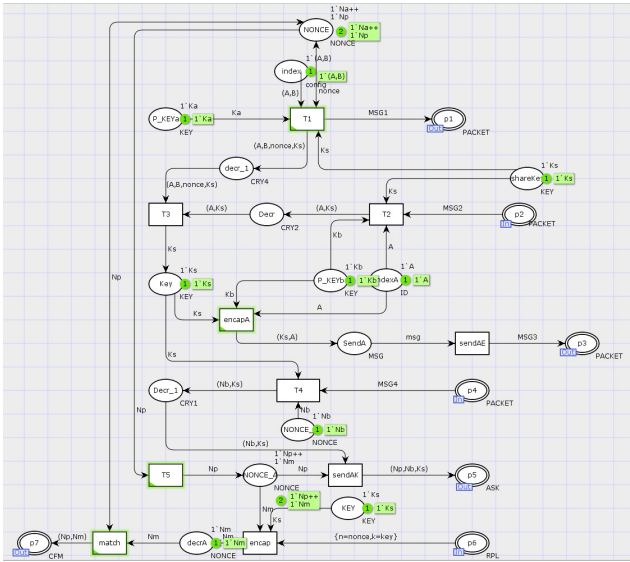 1`Na++
1`Np
NONCE
2
1`Na++
1`Np
NONCE
1`(A,B)
index
1
1`(A,B)
config
nonce
(A,B)
1`Ka
P_KEYa
1
1`Ka
KEY
Ka
T1
MSG1
p1
Out
PACKET
(A,B,nonce,Ks)
Ks
decr_1
CRY4
1`Ks
1
1`Ks
KEY
(A,B,nonce,Ks)
Ks
T3
(A,Ks)
Decr
CRY2
(A,Ks)
T2
MSG2
p2
In
PACKET
Ks
Kb
A
Np
1`Ks
Key
1
1`Ks
KEY
1`Kb
P_KEYb
1
1`Kb
KEY
1`A
1
1`A
ID
Kb
A
Ks
encapA
(Ks,A)
SendA
MSG
msg
sendAE
MSG3
p3
Out
PACKET
Ks
Decr_1
CRY1
(Nb,Ks)
T4
MSG4
p4
In
PACKET
Nb
1`Nb
NONCE_
1
1`Nb
NONCE
Np
(Nb,Ks)
1`Np++
1`Nm
T5
Np
NONCE
Np
sendAK
(Np,Nb,Ks)
p5
Out
ASK
2
1`Np++
1`Nm
Nm
Ks
1`Ks
KEY
1
1`Ks
KEY
p7
Out
CFM
(Np,Nm)
match
Nm
1`Nm
decrA
1
1`Nm
NONCE
Nm
encap
{n=nonce,k=key}
p6
In
RPL